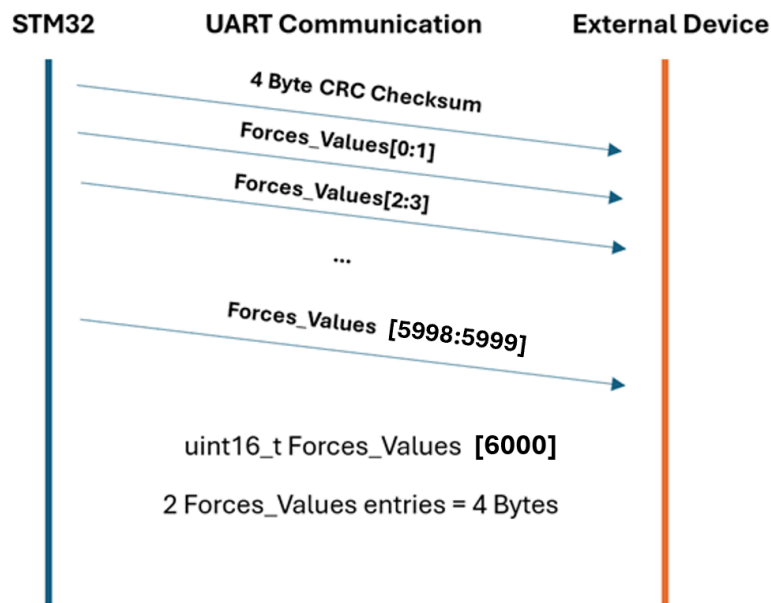 STM32 UART Communication External Device
4 Byte CRC Checksum
Forces_Values[0:1]
Forces_Values[2:3]
...
Forces_Values [5998:5999]
uint16_t Forces_Values [6000]
2 Forces_Values entries = 4 Bytes